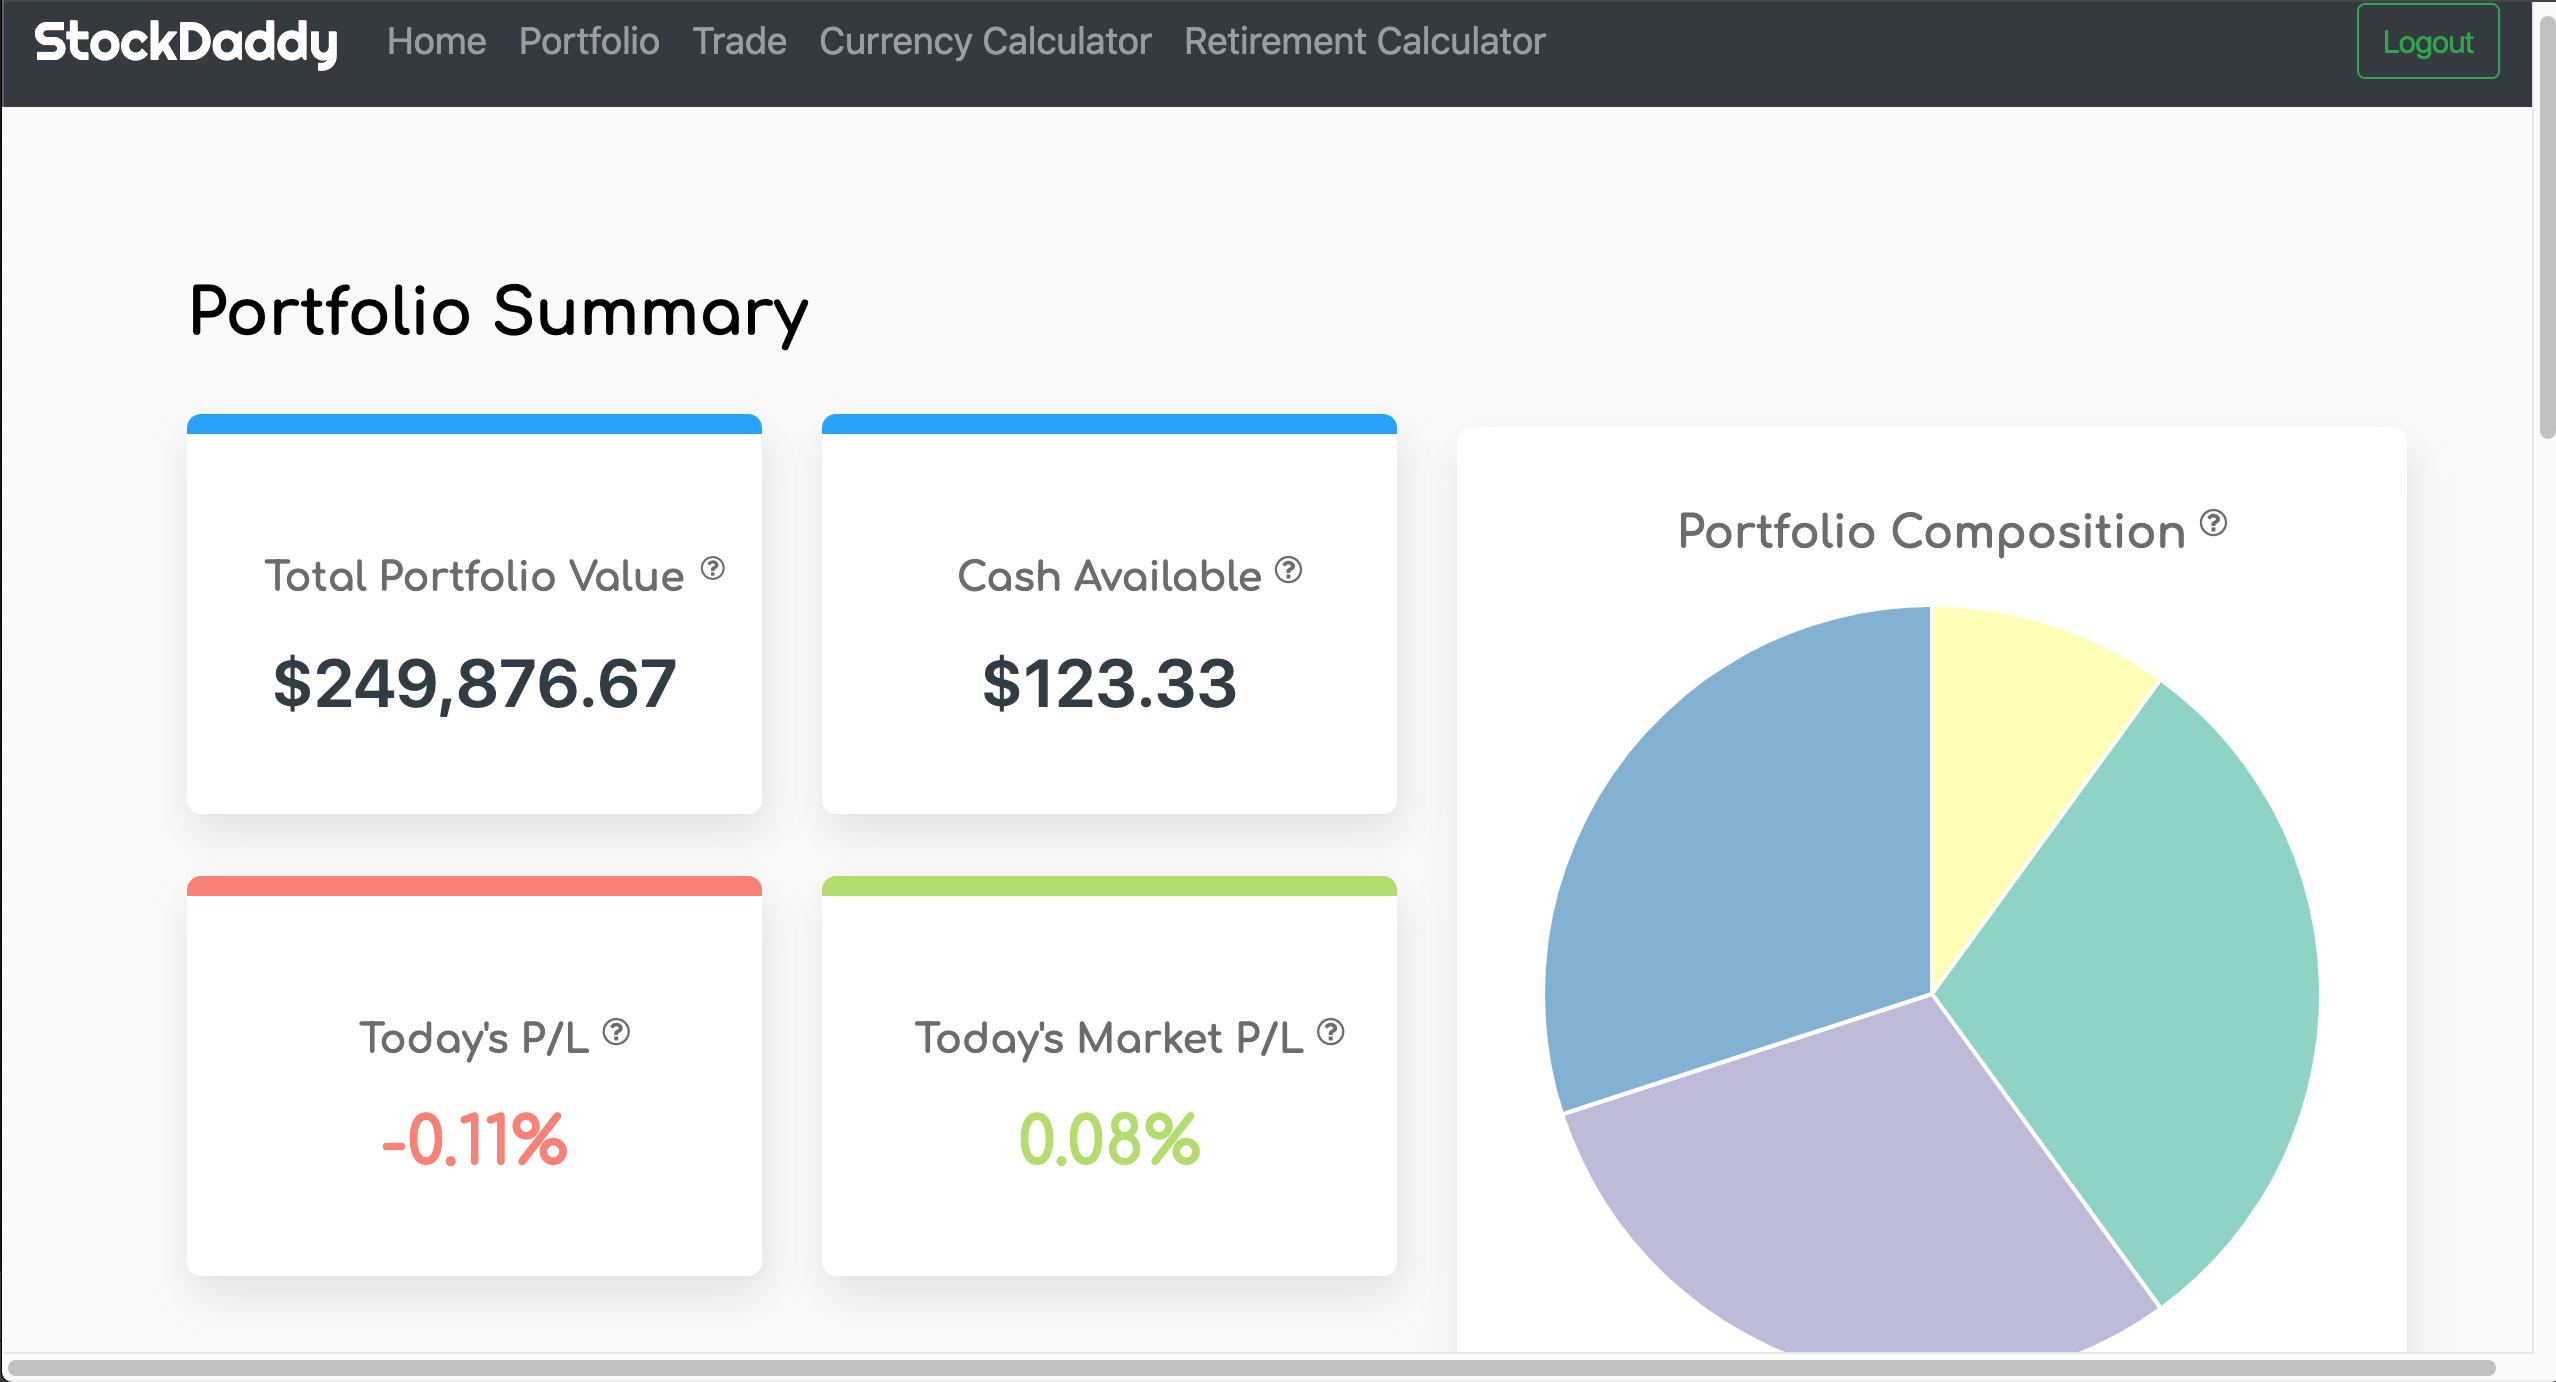 StockDaddy Home Portfolio Trade Currency Calculator Retirement Calculator Logout
Portfolio Summary
Total Portfolio Value ?
$249,876.67
Cash Available ?
$123.33
Today's P/L ?
-0.11%
Today's Market P/L ?
0.08%
Portfolio Composition ?